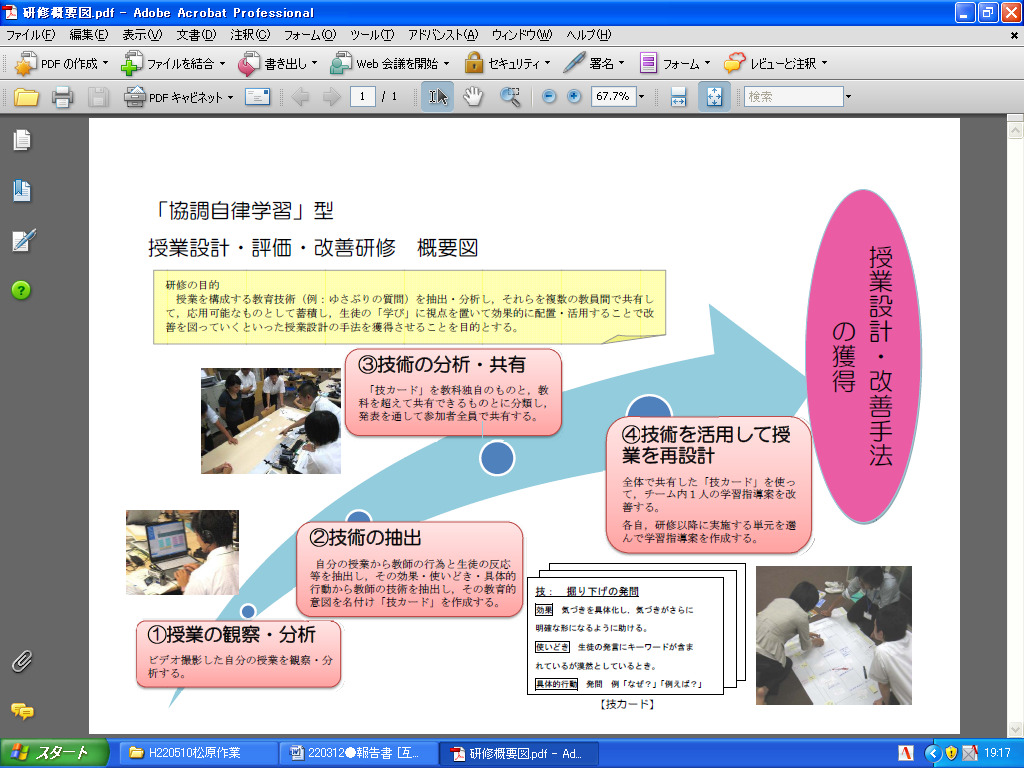 研修概要図.pdf - Adobe Acrobat Professional
ファイル(F) 編集(E) 表示(V) 文書(D) 注釈(C) フォーム(O) ツール(T) アドバンスト(A) ウィンドウ(W) ヘルプ(H)
PDF の作成 ファイルを結合 書き出し Web 会議を開始 セキュリティ 署名 フォーム レビューと注釈
PDF キャビネット 1 / 1 67.7% 検索
「協調自律学習」型
授業設計・評価・改善研修 概要図
研修の目的
授業を構成する教育技術（例：ゆさぶりの質問）を抽出・分析し，それらを複数の教員間で共有し
て，応用可能なものとして蓄積し，生徒の「学び」に視点を置いて効果的に配置・活用することで改
善を図っていくといった授業設計の手法を獲得させることを目的とする。
授業設計・改善手法
の獲得
③技術の分析・共有
「技カード」を教科独自のものと，教
科を超えて共有できるものとに分類し，
発表を通して参加者全員で共有する。
④技術を活用して授
業を再設計
全体で共有した「技カード」を使っ
て，チーム内１人の学習指導案を改
善する。
各自，研修以降に実施する単元を選
んで学習指導案を作成する。
②技術の抽出
自分の授業から教師の行為と生徒の反応
等を抽出し，その効果・使いどき・具体的
行動から教師の技術を抽出し，その教育的
意図を名付け「技カード」を作成する。
①授業の観察・分析
ビデオ撮影した自分の授業を観察・分
析する。
技： 掘り下げの発問
効果 気づきを具体化し、気づきがさらに
明確な形になるように助ける。
使いどき 生徒の発言にキーワードが含ま
れているが漠然としているとき。
具体的行動 発問 例「なぜ？」「例えば？」
【技カード】
スタート H220510松原作業 220312●報告書 [互... 研修概要図.pdf - Ad... 19:17